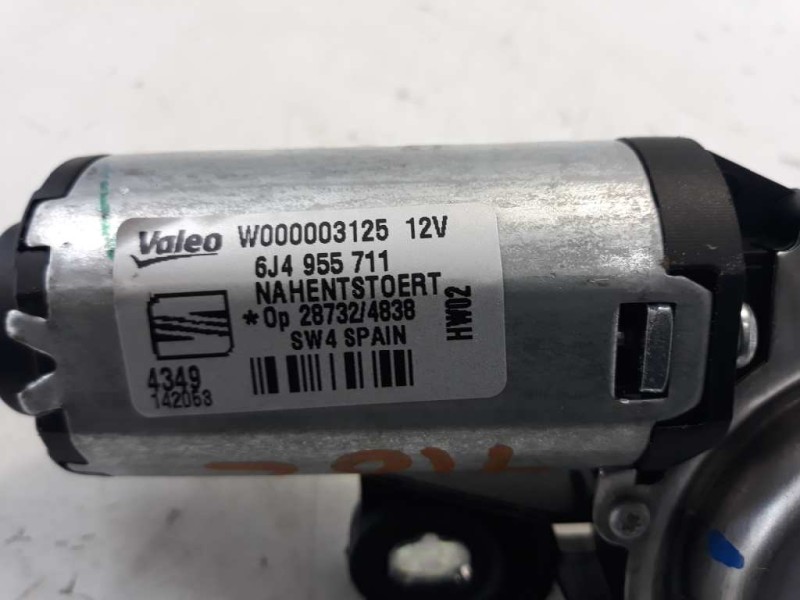 Valeo W000003125 12V
6J4 955 711
NAHENTSTOERT
*Op 28732/4838
SW4 SPAIN
HW02
4349
142053